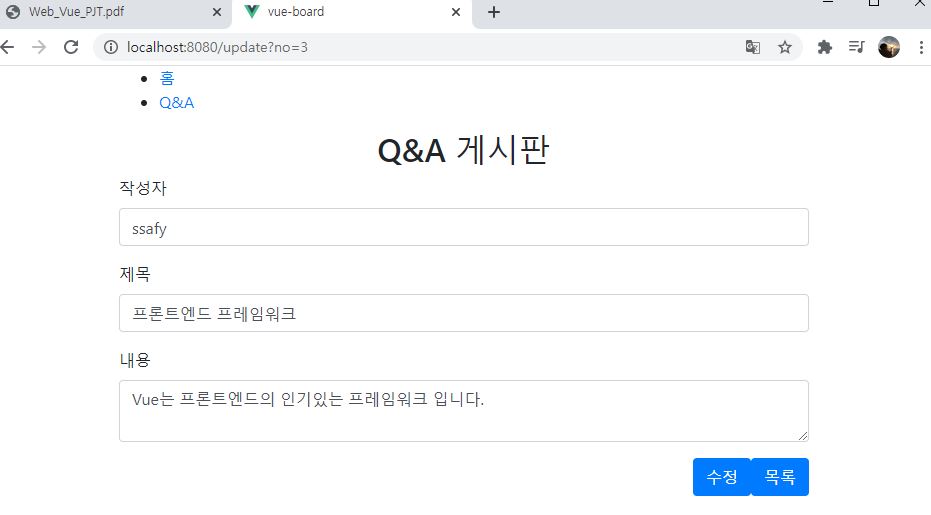 Web_Vue_PJT.pdf
vue-board
localhost:8080/update?no=3
홈
Q&A
Q&A 게시판
작성자
ssafy
제목
프론트엔드 프레임워크
내용
Vue는 프론트엔드의 인기있는 프레임워크 입니다.
수정 목록